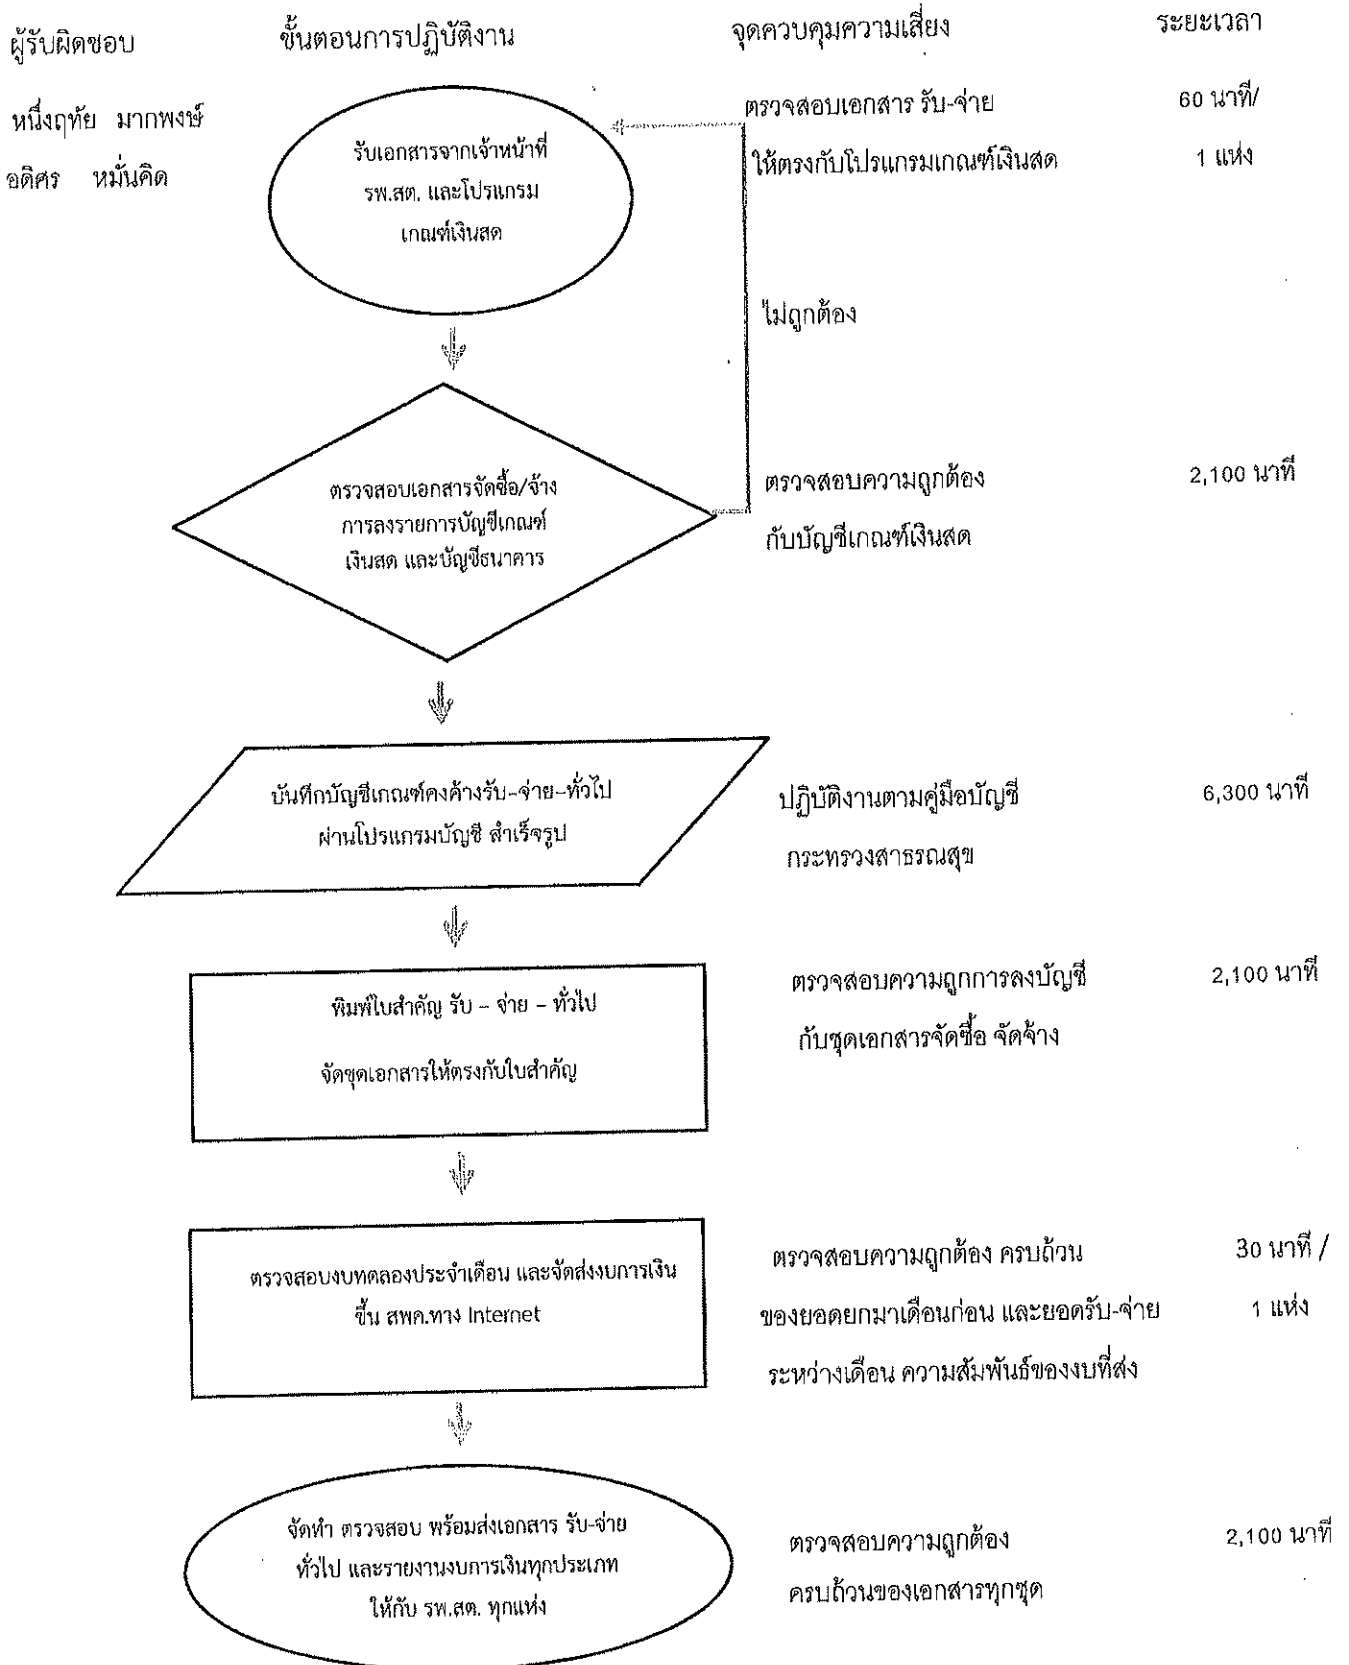 ผู้รับผิดชอบ ขั้นตอนการปฏิบัติงาน จุดควบคุมความเสี่ยง ระยะเวลา
หนึ่งฤทัย มากพงษ์
อดิศร หมั่นคิด
รับเอกสารจากเจ้าหน้าที่
รพ.สต. และโปรแกรม
เกณฑ์เงินสด
ตรวจสอบเอกสาร รับ-จ่าย 60 นาที/
ให้ตรงกับโปรแกรมเกณฑ์เงินสด 1 แห่ง
ไม่ถูกต้อง
ตรวจสอบเอกสารจัดซื้อ/จ้าง
การลงรายการบัญชีเกณฑ์
เงินสด และบัญชีธนาคาร
ตรวจสอบความถูกต้อง 2,100 นาที
กับบัญชีเกณฑ์เงินสด
บันทึกบัญชีเกณฑ์คงค้างรับ-จ่าย-ทั่วไป
ผ่านโปรแกรมบัญชี สำเร็จรูป
ปฏิบัติงานตามคู่มือบัญชี 6,300 นาที
กระทรวงสาธรณสุข
พิมพ์ใบสำคัญ รับ – จ่าย – ทั่วไป
จัดชุดเอกสารให้ตรงกับใบสำคัญ
ตรวจสอบความถูกการลงบัญชี 2,100 นาที
กับชุดเอกสารจัดซื้อ จัดจ้าง
ตรวจสอบงบทดลองประจำเดือน และจัดส่งงบการเงิน
ขึ้น สพค.ทาง Internet
ตรวจสอบความถูกต้อง ครบถ้วน 30 นาที /
ของยอดยกมาเดือนก่อน และยอดรับ-จ่าย 1 แห่ง
ระหว่างเดือน ความสัมพันธ์ของงบที่ส่ง
จัดทำ ตรวจสอบ พร้อมส่งเอกสาร รับ-จ่าย
ทั่วไป และรายงานงบการเงินทุกประเภท
ให้กับ รพ.สต. ทุกแห่ง
ตรวจสอบความถูกต้อง 2,100 นาที
ครบถ้วนของเอกสารทุกชุด